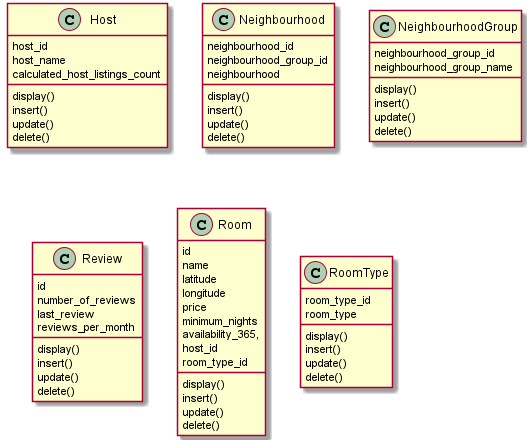 C Host
host_id
host_name
calculated_host_listings_count
display()
insert()
update()
delete()
C Neighbourhood
neighbourhood_id
neighbourhood_group_id
neighbourhood
display()
insert()
update()
delete()
C NeighbourhoodGroup
neighbourhood_group_id
neighbourhood_group_name
display()
insert()
update()
delete()
C Review
id
number_of_reviews
last_review
reviews_per_month
display()
insert()
update()
delete()
C Room
id
name
latitude
longitude
price
minimum_nights
availability_365,
host_id
room_type_id
display()
insert()
update()
delete()
C RoomType
room_type_id
room_type
display()
insert()
update()
delete()